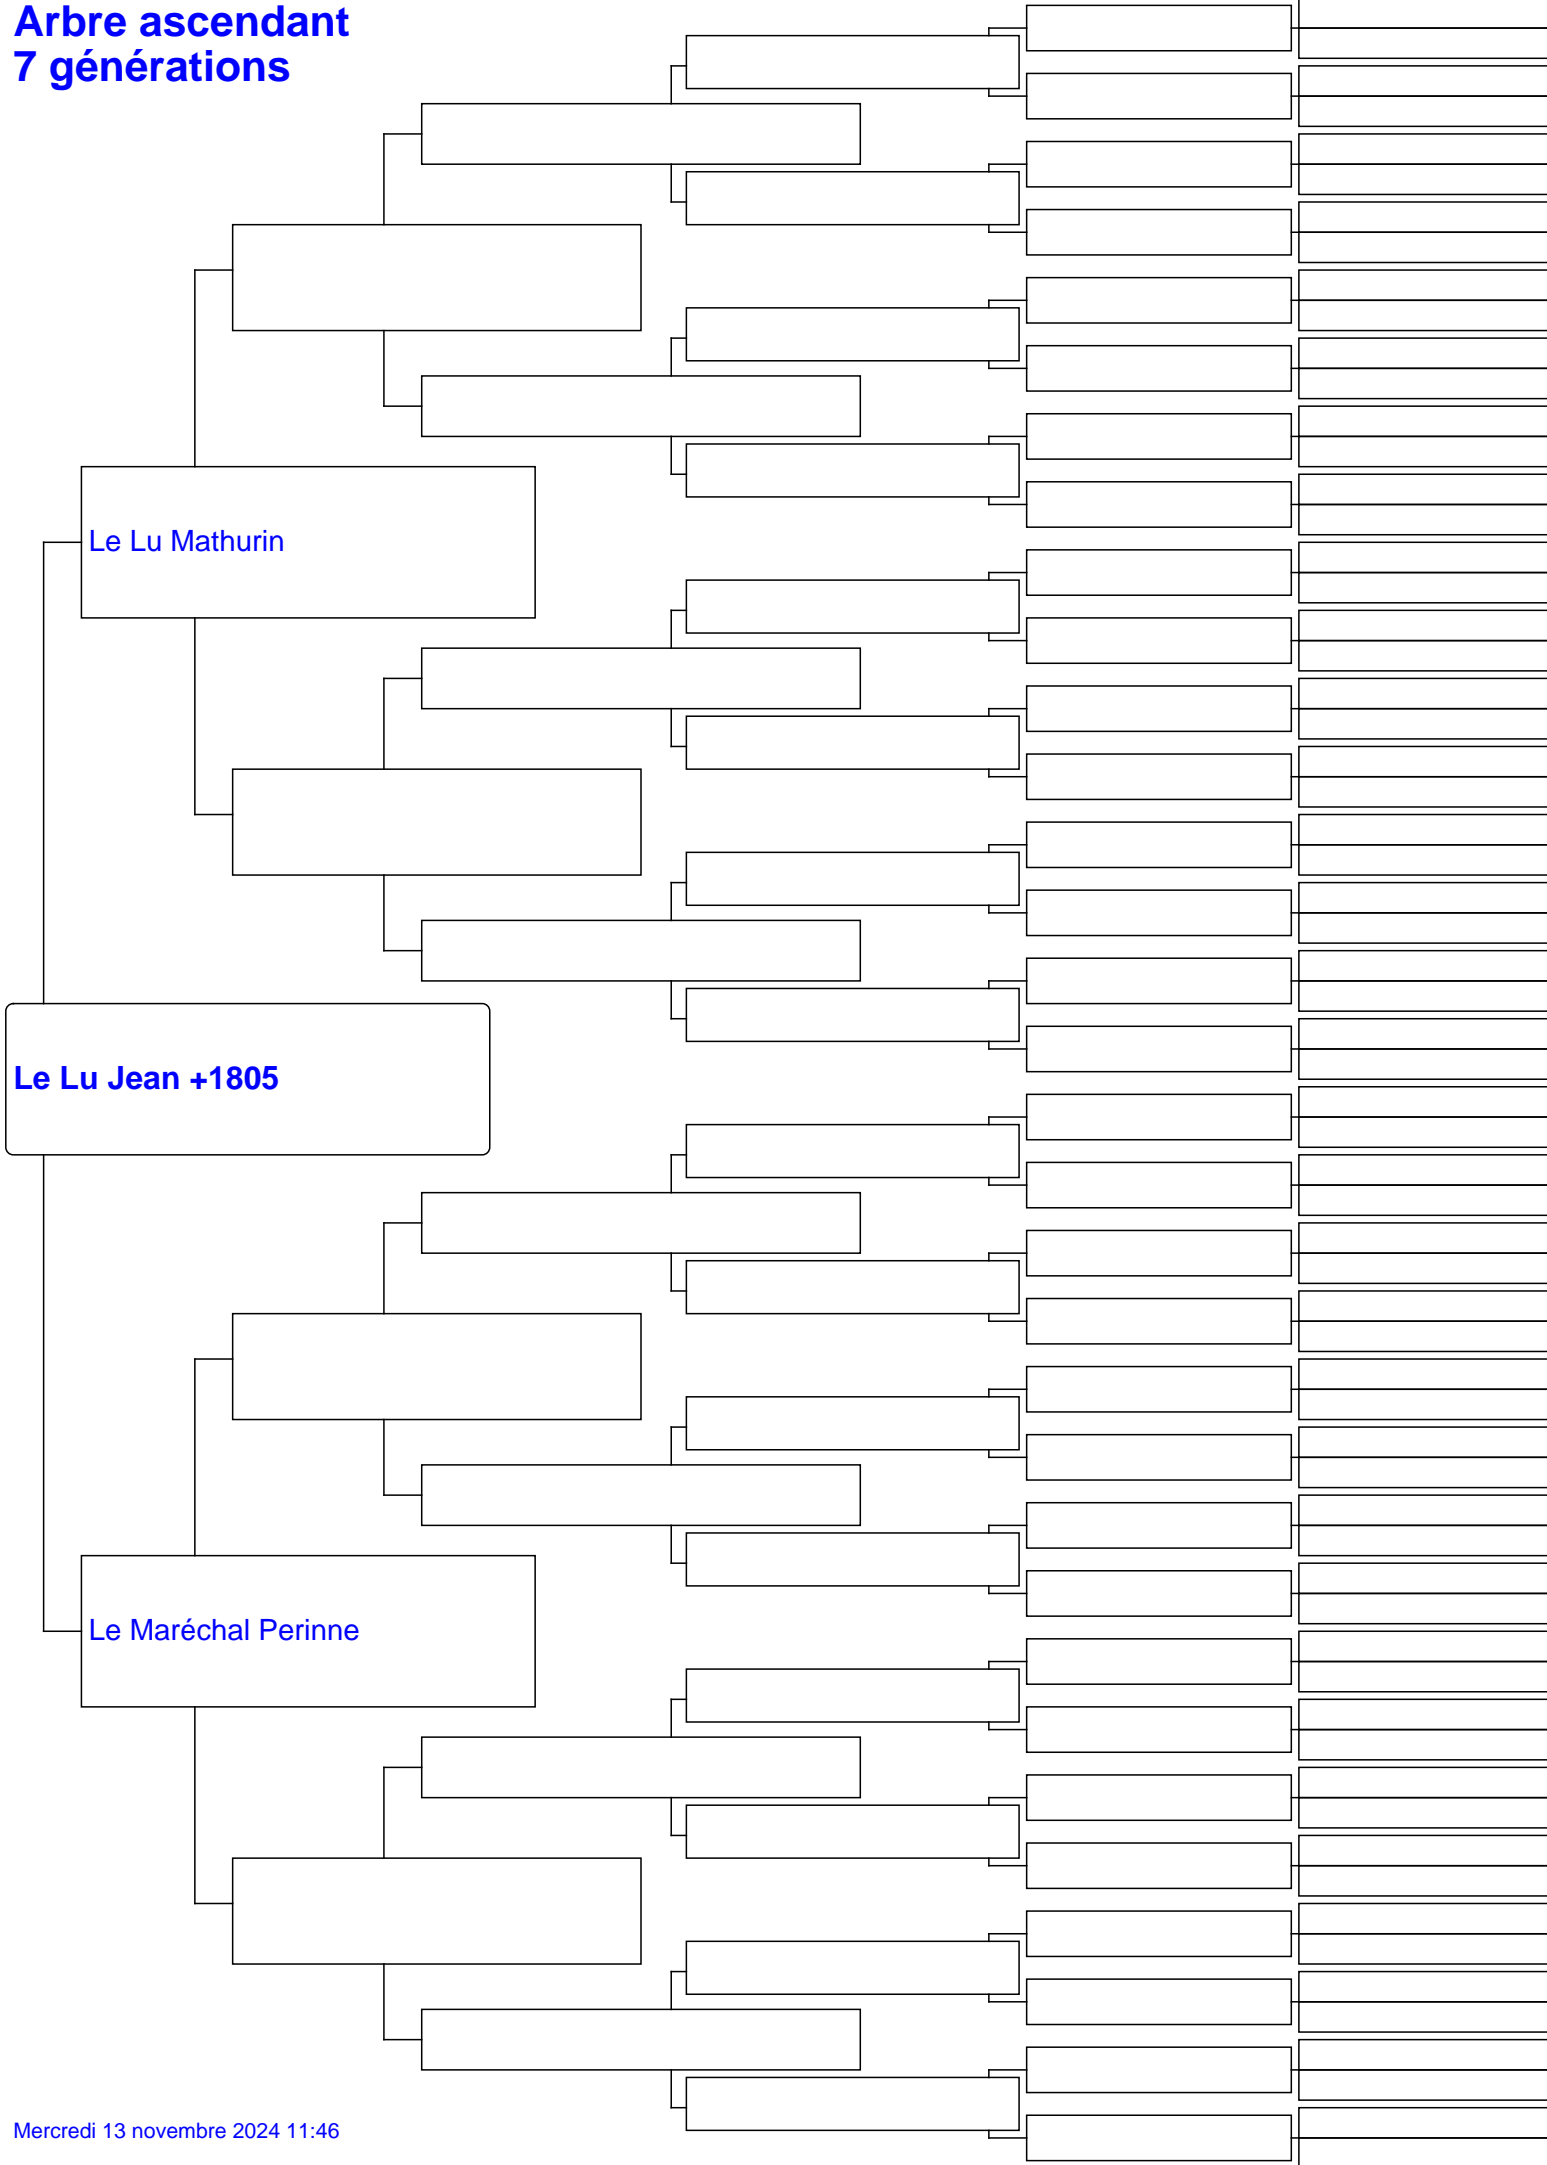 Arbre ascendant
7 générations
Le Lu Mathurin
Le Lu Jean +1805
Le Maréchal Perinne
Mercredi 13 novembre 2024 11:46